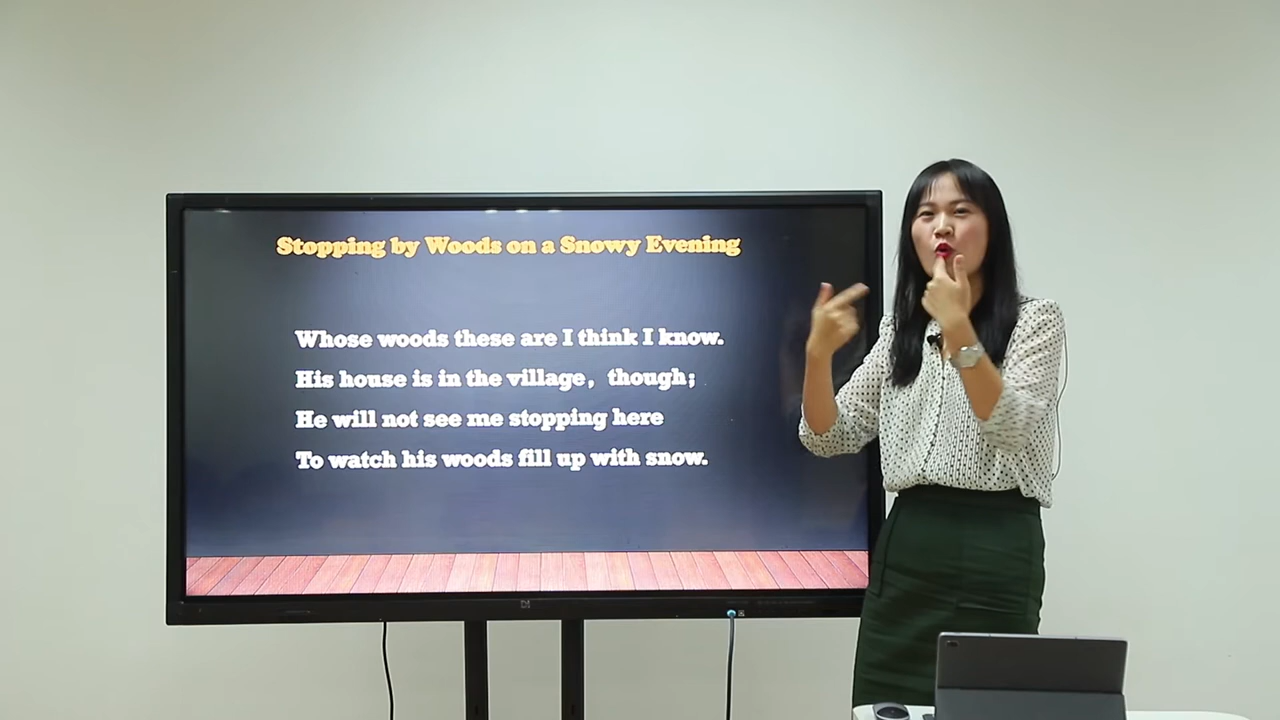 Stopping by Woods on a Snowy Evening
Whose woods these are I think I know.
His house is in the village, though;
He will not see me stopping here
To watch his woods fill up with snow.